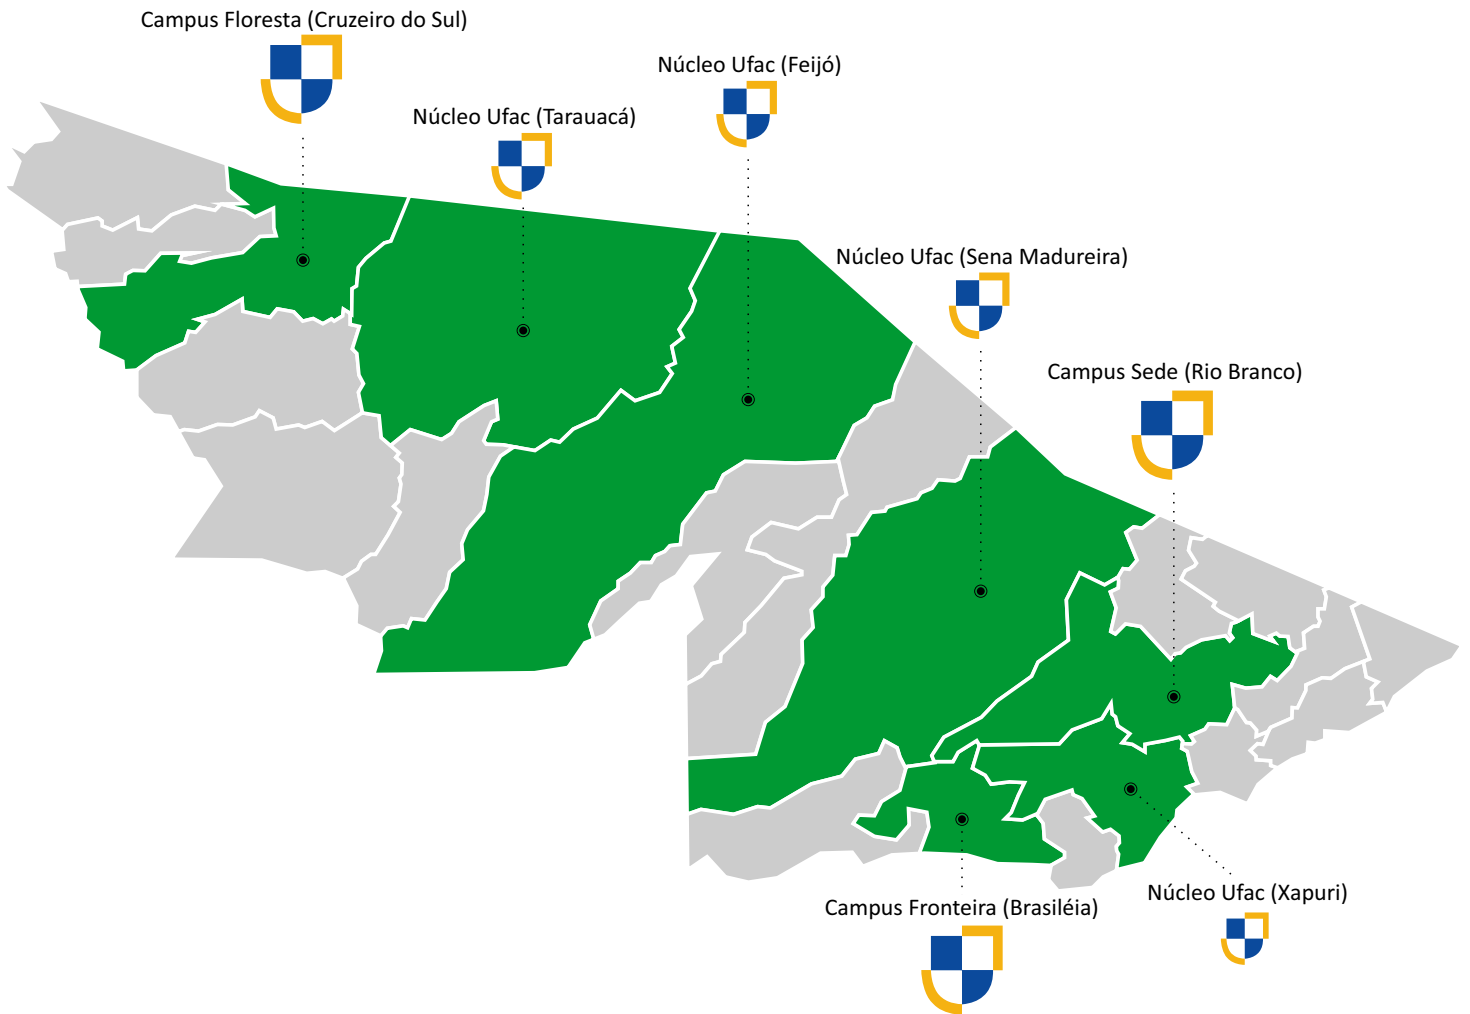 Campus Floresta (Cruzeiro do Sul)
Núcleo Ufac (Feijó)
Núcleo Ufac (Tarauacá)
Núcleo Ufac (Sena Madureira)
Campus Sede (Rio Branco)
Núcleo Ufac (Xapuri)
Campus Fronteira (Brasiléia)